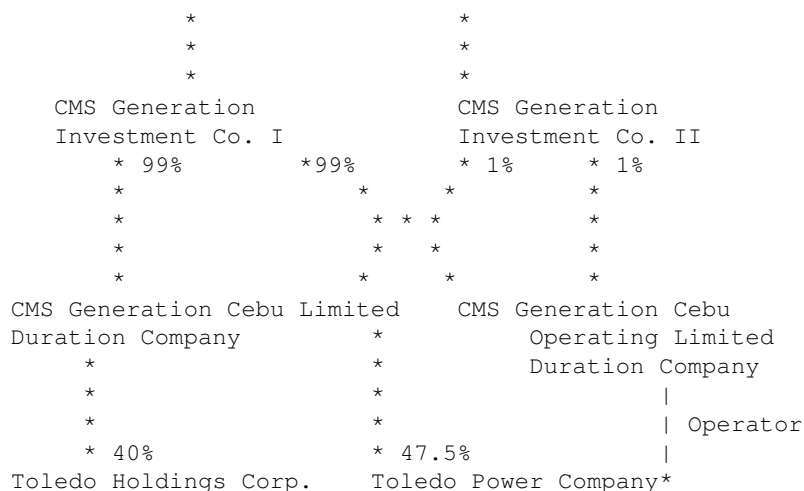 * *
* *
* *
CMS Generation CMS Generation
Investment Co. I Investment Co. II
* 99% *99% * 1% * 1%
* * * *
* * * * *
* * * *
* * * *
CMS Generation Cebu Limited CMS Generation Cebu
Duration Company * Operating Limited
* * Duration Company
* * |
* * | Operator
* 40% * 47.5% |
Toledo Holdings Corp. Toledo Power Company*